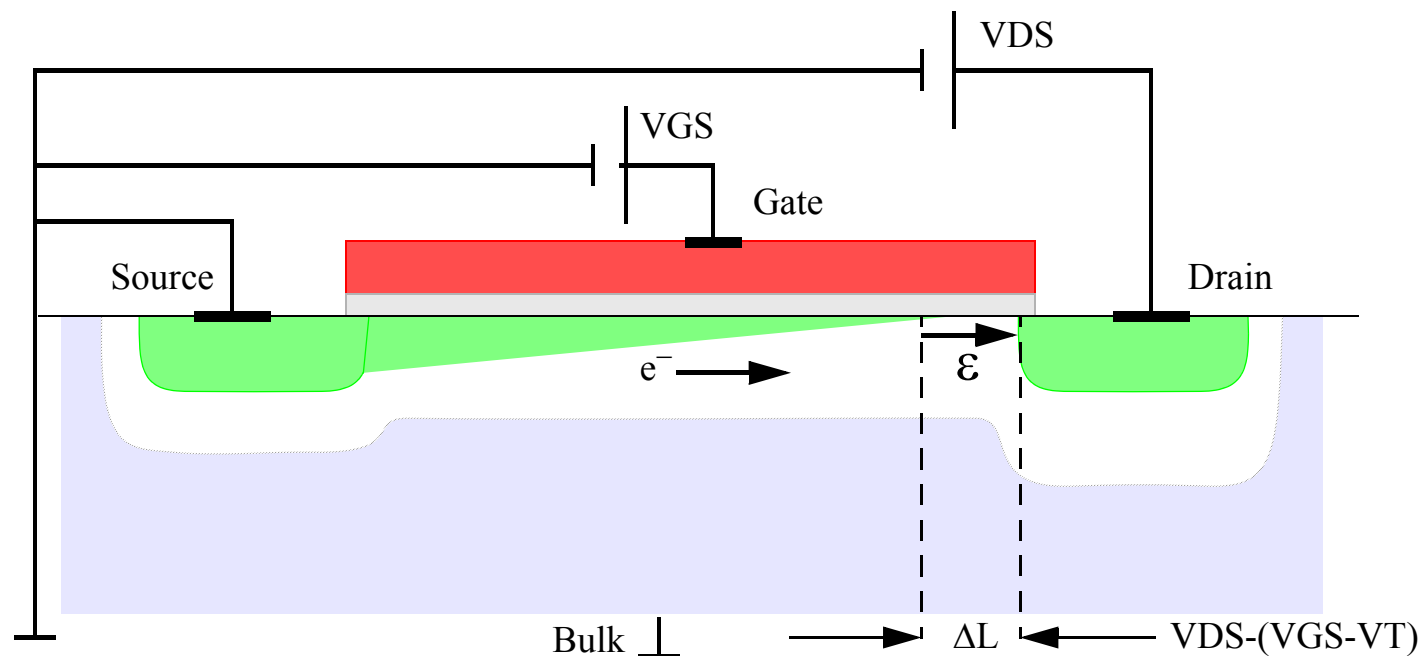 VDS
VGS
Gate
Source
Drain
e−
ε
Bulk
ΔL
VDS-(VGS-VT)